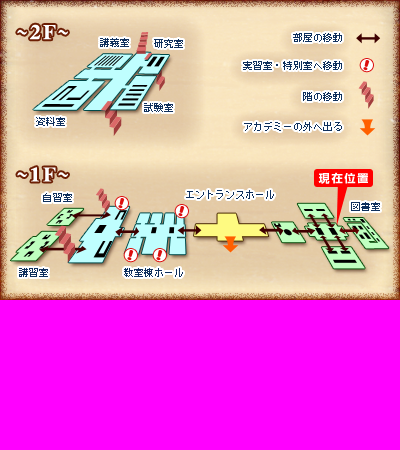 ~2F~
講義室
研究室
試験室
資料室
部屋の移動
実習室・特別室へ移動
階の移動
アカデミーの外へ出る
~1F~
自習室
エントランスホール
現在位置
図書室
講習室
教室棟ホール